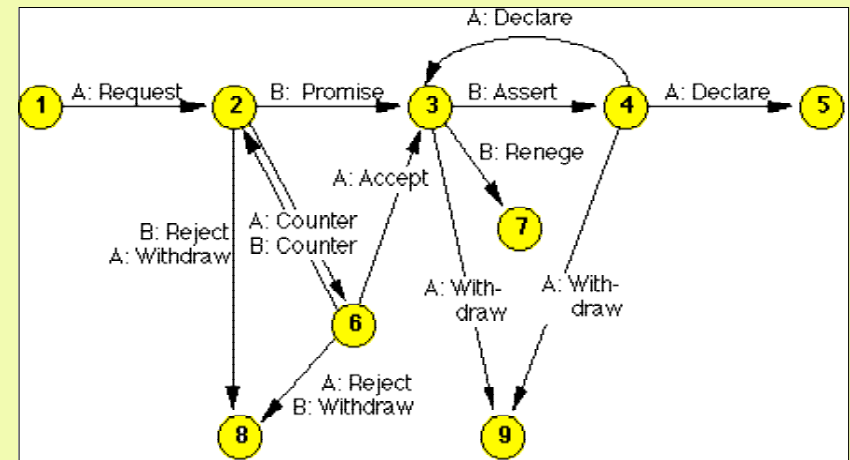 A: Declare
1
A: Request
2
B: Promise
3
B: Assert
4
A: Declare
5
B: Renege
A: Accept
7
B: Reject
A: Withdraw
A: Counter
B: Counter
A: With-
draw
A: With-
draw
6
A: Reject
B: Withdraw
8
9